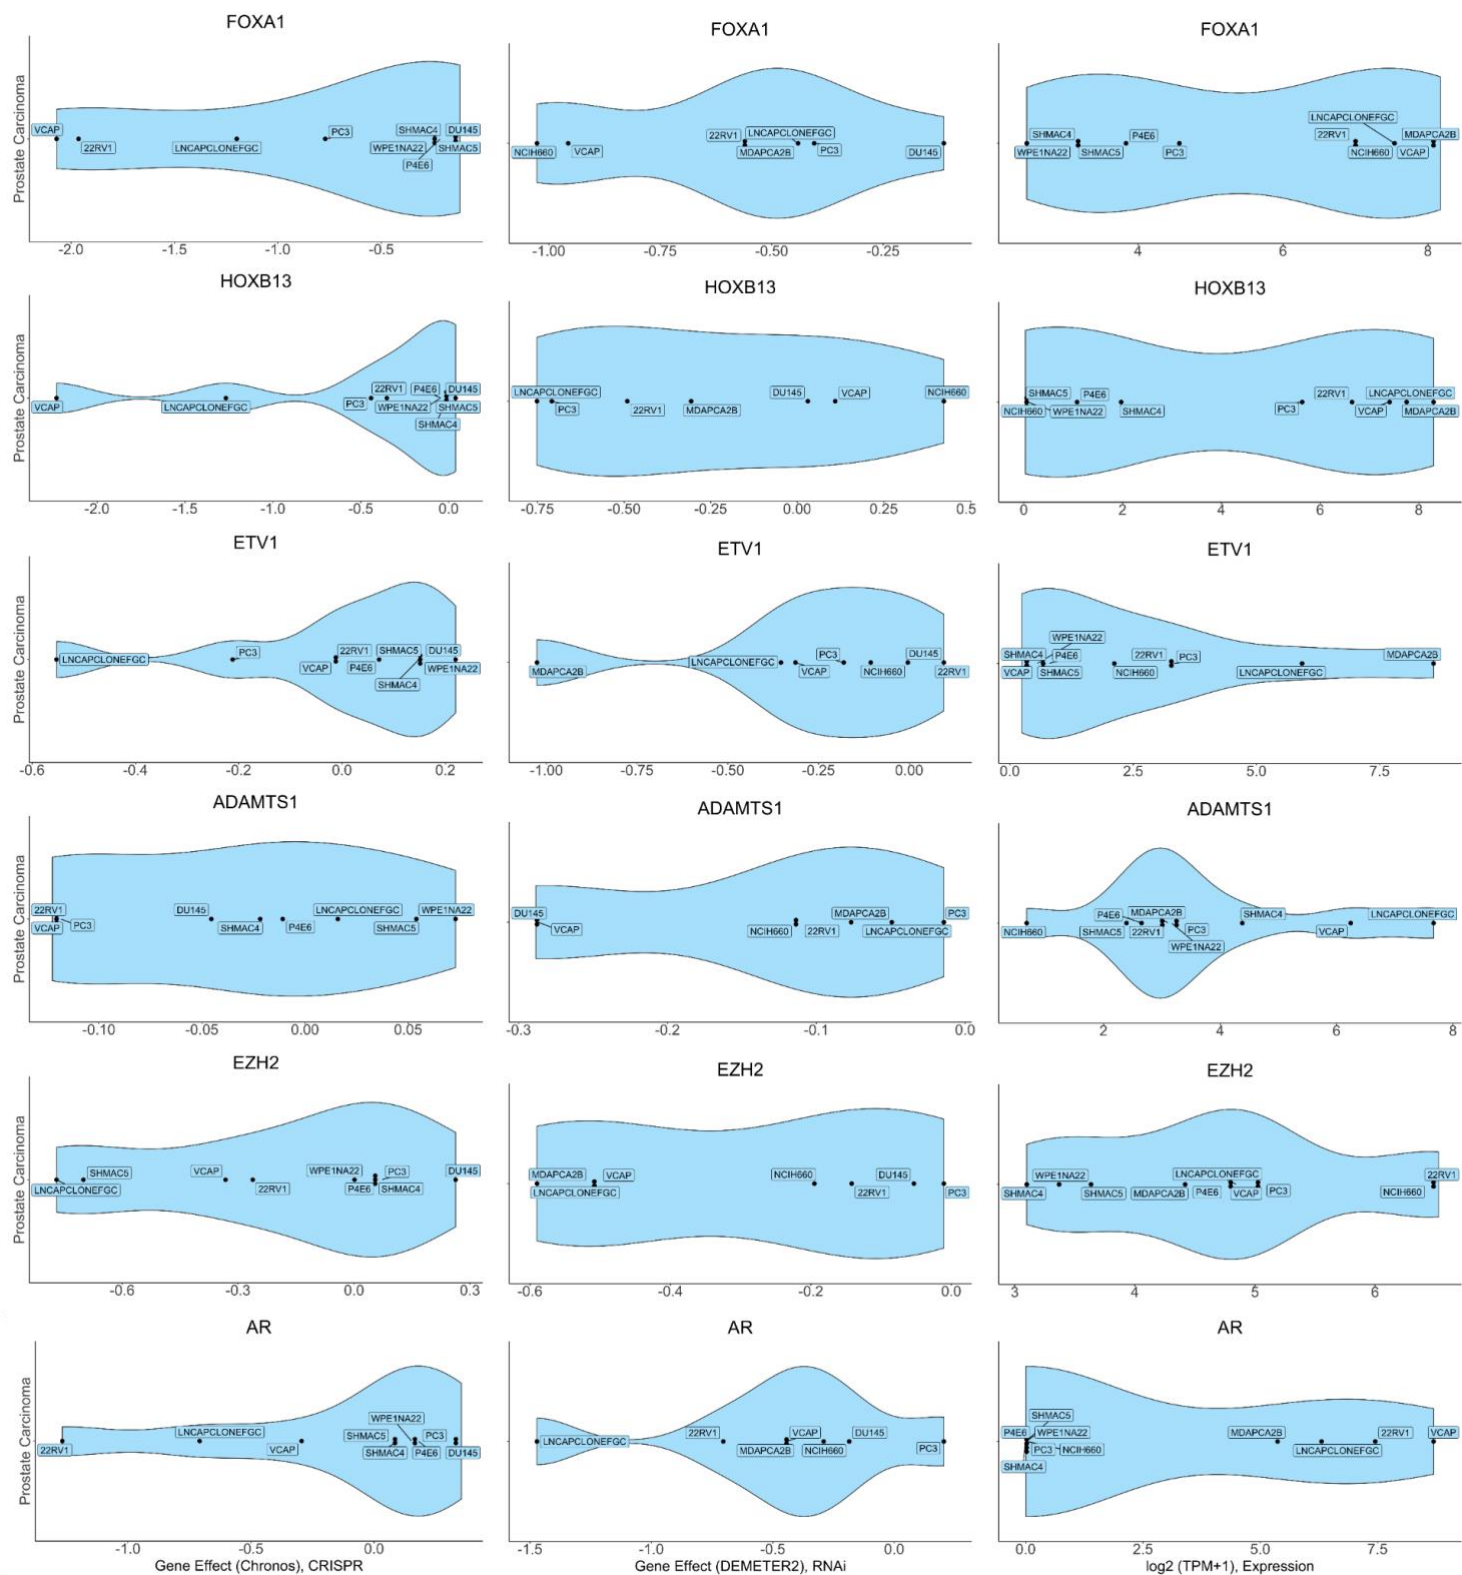 FOXA1
FOXA1
FOXA1
Prostate Carcinoma
VCAP
22RV1
LNCAPCLONEFGC
PC3
SHMAC4
DU145
WPE1NA22
SHMAC5
P4E6
-2.0 -1.5 -1.0 -0.5
22RV1
LNCAPCLONEFGC
NCIH660
VCAP
MDAPCA2B
PC3
DU145
-1.00 -0.75 -0.50 -0.25
LNCAPCLONEFGC
SHMAC4
P4E6
22RV1
MDAPCA2B
WPE1NA22
SHMAC5
PC3
NCIH660
VCAP
4 6 8
HOXB13
HOXB13
HOXB13
Prostate Carcinoma
22RV1
P4E6
DU145
VCAP
LNCAPCLONEFGC
PC3
WPE1NA22
SHMAC5
SHMAC4
-2.0 -1.5 -1.0 -0.5 0.0
LNCAPCLONEFGC
DU145
VCAP
NCIH660
PC3
22RV1
MDAPCA2B
-0.75 -0.50 -0.25 0.00 0.25 0.5
SHMAC5
P4E6
22RV1
LNCAPCLONEFGC
NCIH660
WPE1NA22
SHMAC4
PC3
VCAP
MDAPCA2B
0 2 4 6 8
ETV1
ETV1
ETV1
Prostate Carcinoma
LNCAPCLONEFGC
PC3
22RV1
SHMAC5
DU145
VCAP
P4E6
WPE1NA22
SHMAC4
-0.6 -0.4 -0.2 0.0 0.2
LNCAPCLONEFGC
PC3
DU145
MDAPCA2B
VCAP
NCIH660
22RV1
-1.00 -0.75 -0.50 -0.25 0.00
WPE1NA22
SHMAC4
P4E6
22RV1
PC3
MDAPCA2B
VCAP
SHMAC5
NCIH660
LNCAPCLONEFGC
0.0 2.5 5.0 7.5
ADAMTS1
ADAMTS1
ADAMTS1
Prostate Carcinoma
22RV1
DU145
LNCAPCLONEFGC
WPE1NA22
VCAP
PC3
SHMAC4
P4E6
SHMAC5
-0.10 -0.05 0.00 0.05
DU145
MDAPCA2B
PC3
VCAP
NCIH660
22RV1
LNCAPCLONEFGC
-0.3 -0.2 -0.1 0.0
P4E6
MDAPCA2B
SHMAC4
LNCAPCLONEFGC
NCIH660
SHMAC5
22RV1
PC3
VCAP
WPE1NA22
2 4 6 8
EZH2
EZH2
EZH2
Prostate Carcinoma
SHMAC5
VCAP
WPE1NA22
PC3
DU145
LNCAPCLONEFGC
22RV1
P4E6
SHMAC4
-0.6 -0.3 0.0 0.3
MDAPCA2B
VCAP
NCIH660
DU145
LNCAPCLONEFGC
22RV1
PC3
-0.6 -0.4 -0.2 0.0
WPE1NA22
LNCAPCLONEFGC
22RV1
SHMAC4
SHMAC5
MDAPCA2B
P4E6
VCAP
PC3
NCIH660
3 4 5 6
AR
AR
AR
Prostate Carcinoma
WPE1NA22
LNCAPCLONEFGC
SHMAC5
PC3
22RV1
VCAP
SHMAC4
P4E6
DU145
-1.0 -0.5 0.0
Gene Effect (Chronos), CRISPR
22RV1
VCAP
DU145
LNCAPCLONEFGC
MDAPCA2B
NCIH660
PC3
-1.5 -1.0 -0.5 0.0
Gene Effect (DEMETER2), RNAi
SHMAC5
P4E6
WPE1NA22
MDAPCA2B
22RV1
VCAP
PC3
NCIH660
LNCAPCLONEFGC
SHMAC4
0.0 2.5 5.0 7.5
log2 (TPM+1), Expression